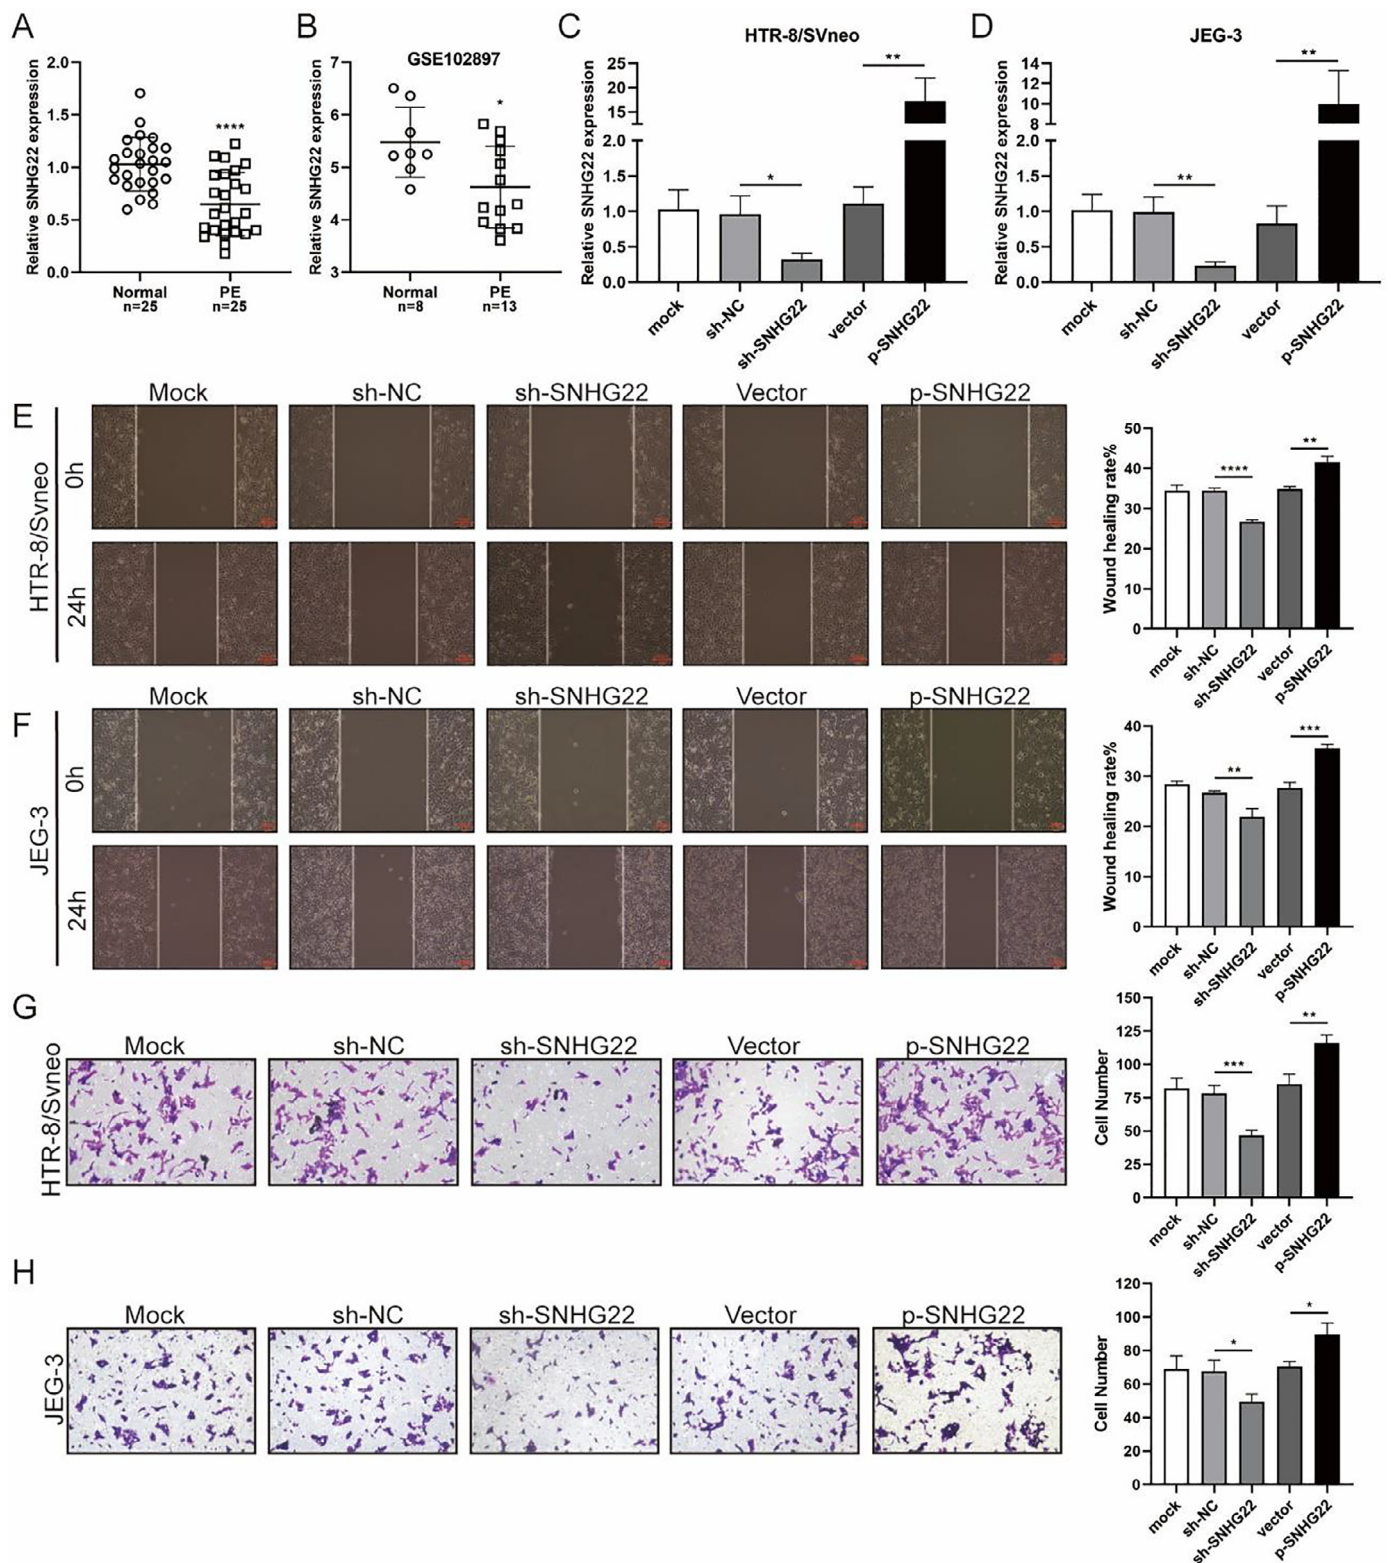 A
Relative SNHG22 expression
2.0
1.5
1.0
0.5
0.0
****
Normal
n=25
PE
n=25
B
GSE102897
Relative SNHG22 expression
7
6
5
4
3
*
Normal
n=8
PE
n=13
C
HTR-8/SVneo
Relative SNHG22 expression
25
20
15
2.0
1.5
1.0
0.5
0.0
*
**
mock
sh-NC
sh-SNHG22
vector
p-SNHG22
D
JEG-3
Relative SNHG22 expression
14
12
10
8
2.0
1.5
1.0
0.5
0.0
**
**
mock
sh-NC
sh-SNHG22
vector
p-SNHG22
E
Mock sh-NC sh-SNHG22 Vector p-SNHG22
HTR-8/Svneo
0h
24h
Wound healing rate%
50
40
30
20
10
0
****
**
mock
sh-NC
sh-SNHG22
vector
p-SNHG22
F
Mock sh-NC sh-SNHG22 Vector p-SNHG22
JEG-3
0h
24h
Wound healing rate%
40
30
20
10
0
**
***
mock
sh-NC
sh-SNHG22
vector
p-SNHG22
G
Mock sh-NC sh-SNHG22 Vector p-SNHG22
HTR-8/Svneo
Cell Number
150
125
100
75
50
25
0
***
**
mock
sh-NC
sh-SNHG22
vector
p-SNHG22
H
Mock sh-NC sh-SNHG22 Vector p-SNHG22
JEG-3
Cell Number
120
100
80
60
40
20
0
*
*
mock
sh-NC
sh-SNHG22
vector
p-SNHG22